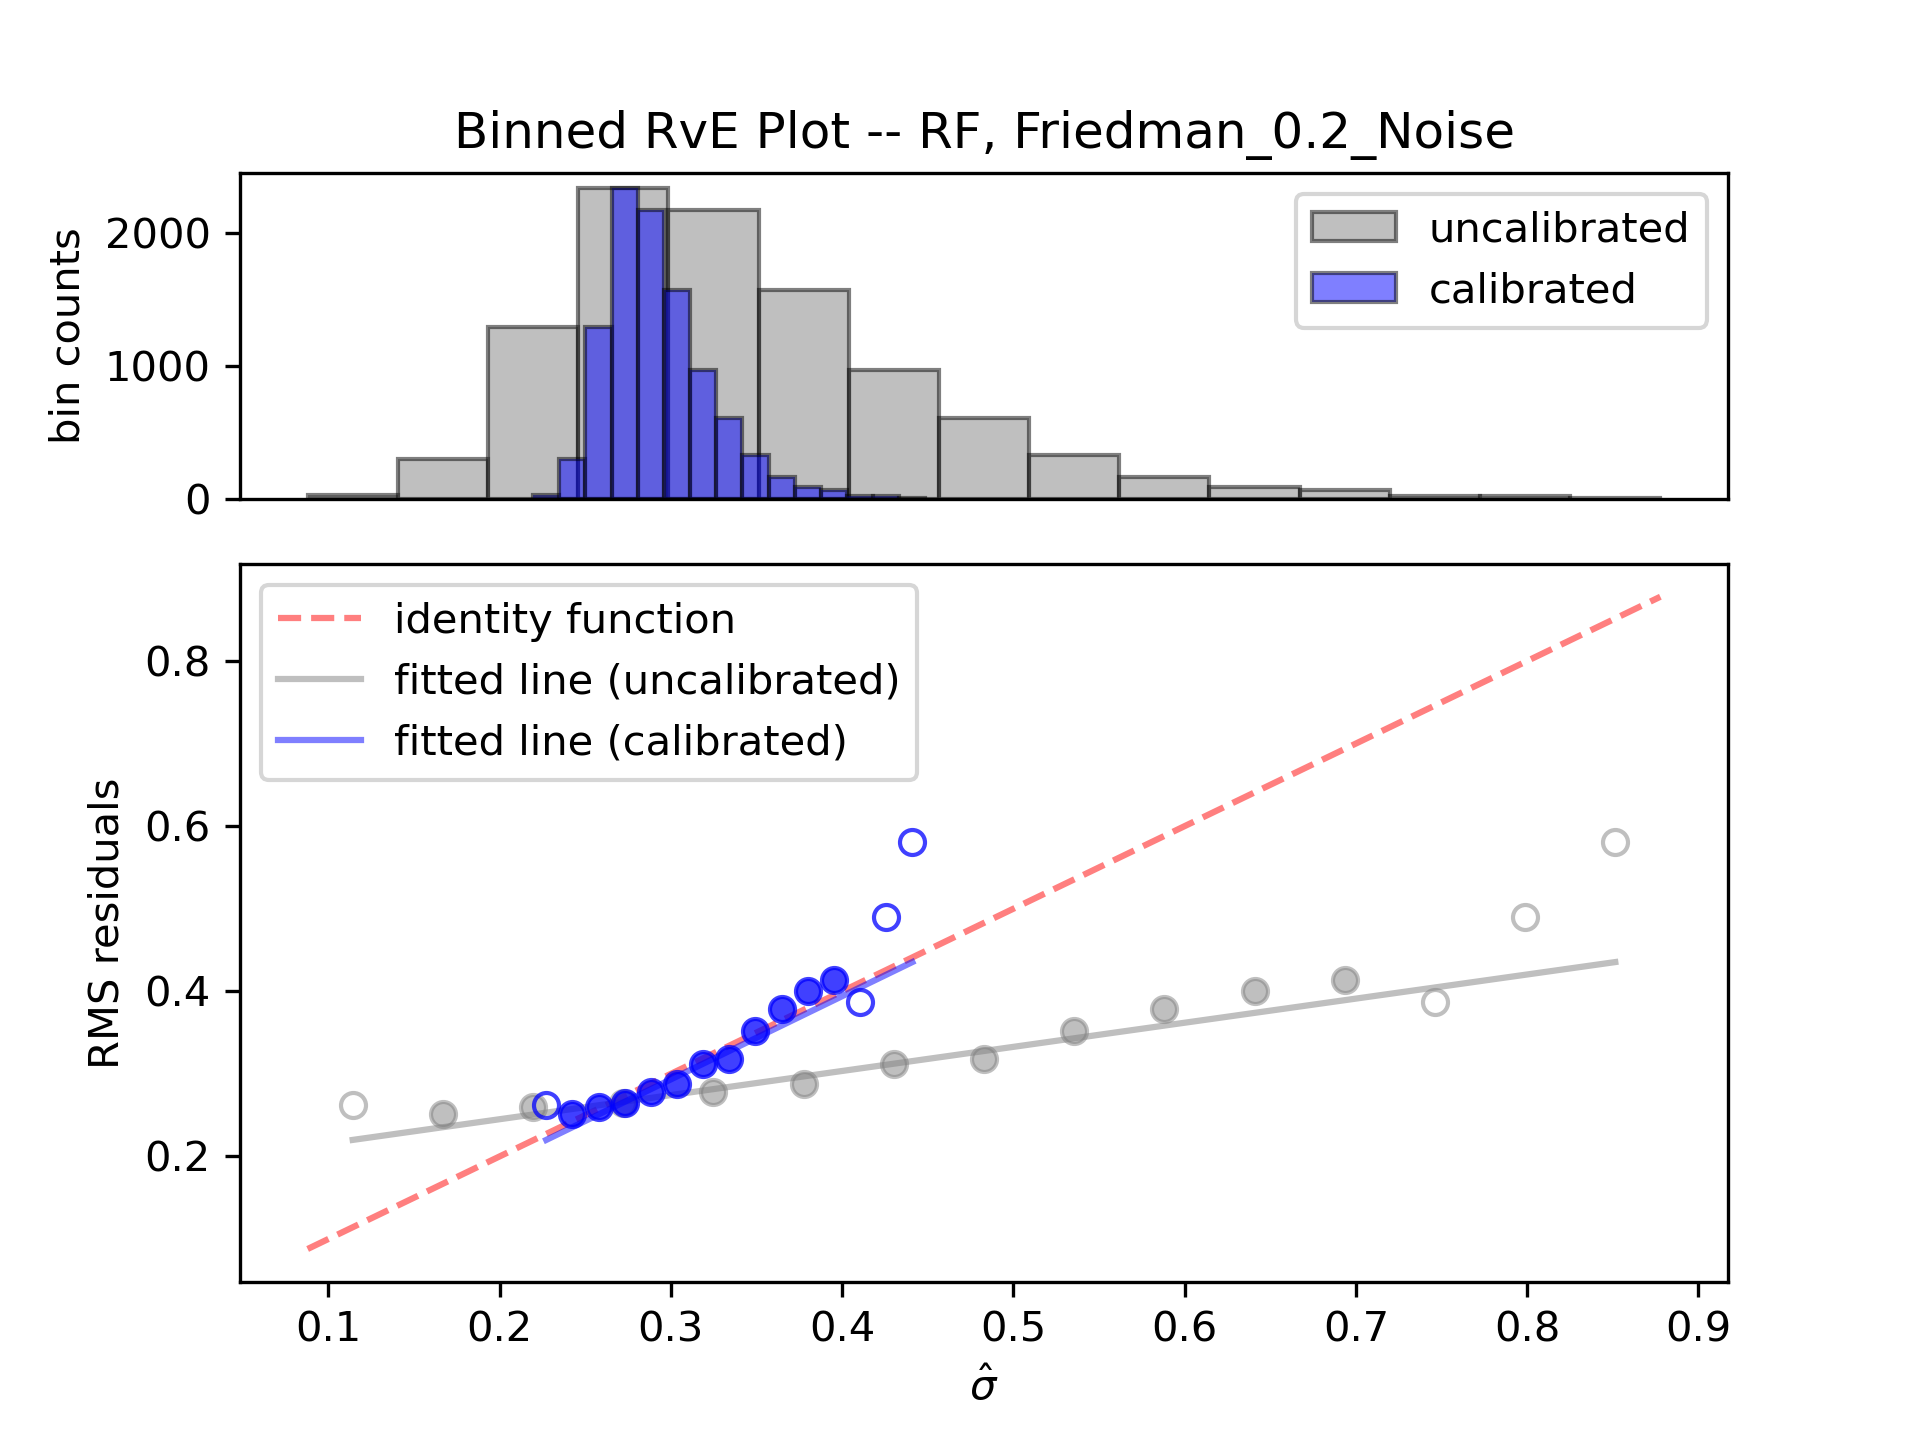 Binned RvE Plot -- RF, Friedman_0.2_Noise
bin counts
2000
1000
0
uncalibrated
calibrated
RMS residuals
0.8
0.6
0.4
0.2
identity function
fitted line (uncalibrated)
fitted line (calibrated)
0.1 0.2 0.3 0.4 0.5 0.6 0.7 0.8 0.9
σ̂